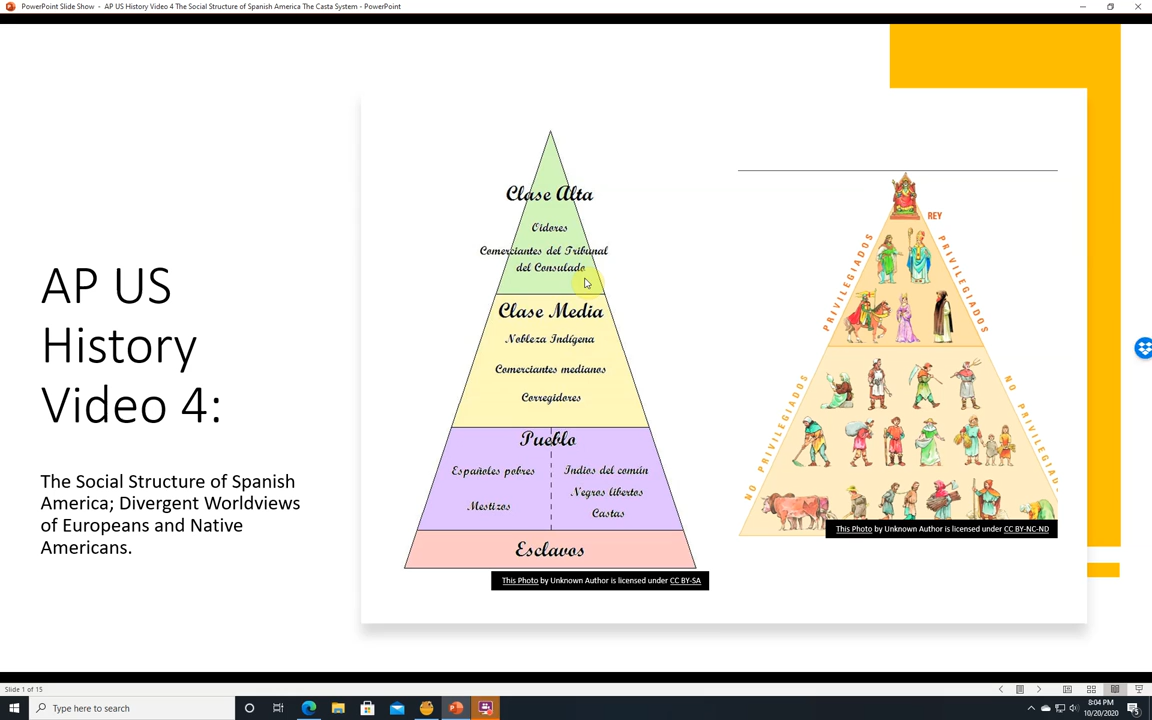 PowerPoint Slide Show - AP US History Video 4 The Social Structure of Spanish America The Casta System - PowerPoint
AP US
History
Video 4:
The Social Structure of Spanish
America; Divergent Worldviews
of Europeans and Native
Americans.
Clase Alta
Oidores
Comerciantes del Tribunal
del Consulado
Clase Media
Nobleza Indígena
Comerciantes medianos
Corregidores
Pueblo
Españoles pobres
Mestizos
Indios del común
Negros libertos
Castas
Esclavos
This Photo by Unknown Author is licensed under CC BY-SA
REY
PRIVILEGIADOS
PRIVILEGIADOS
NO PRIVILEGIADOS
NO PRIVILEGIAD
This Photo by Unknown Author is licensed under CC BY-NC-ND
Slide 1 of 15
Type here to search
8:04 PM
10/20/2020
5